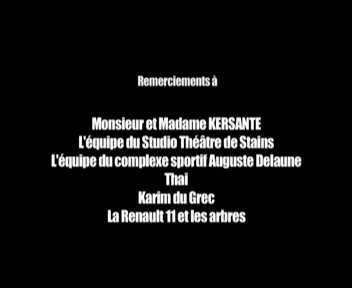 Remerciements à
Monsieur et Madame KERSANTE
L'équipe du Studio Théâtre de Stains
L'équipe du complexe sportif Auguste Delaune
Thai
Karim du Grec
La Renault 11 et les arbres